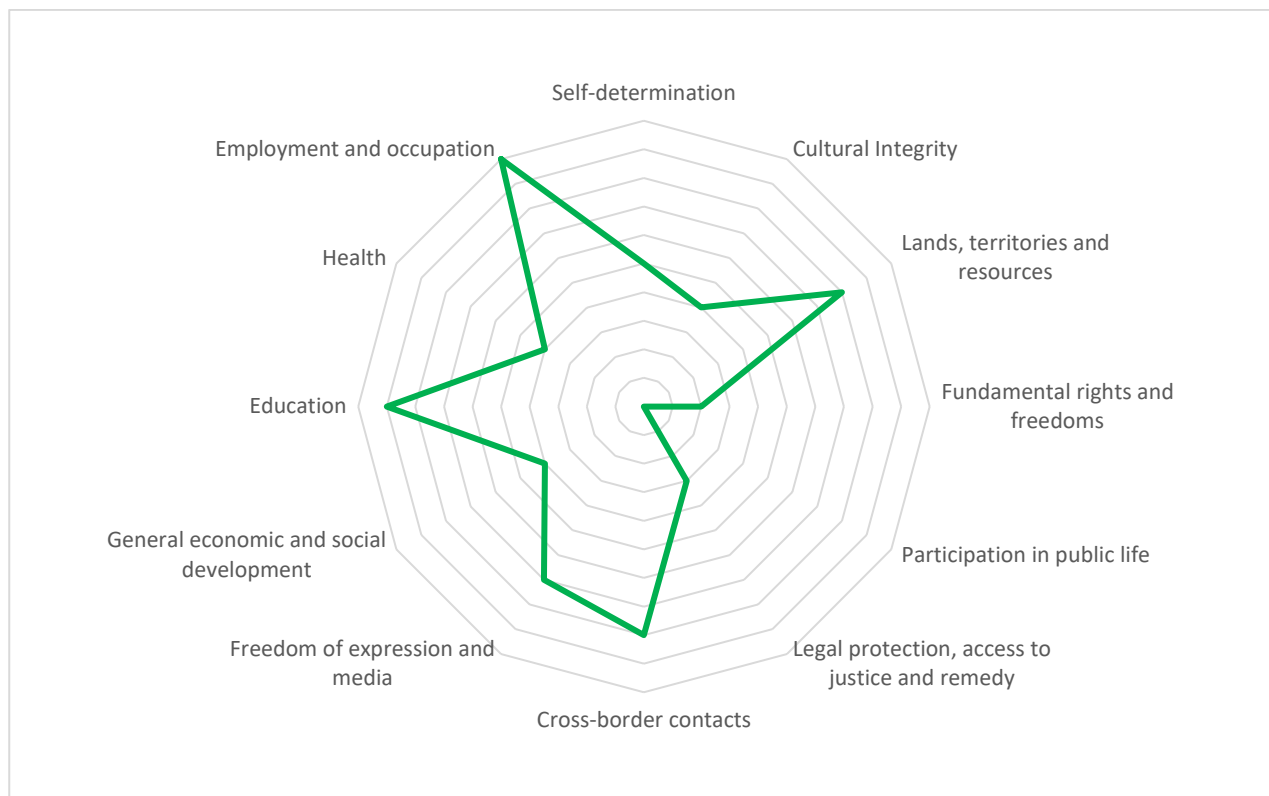 Self-determination
Cultural Integrity
Lands, territories and
resources
Fundamental rights and
freedoms
Participation in public life
Legal protection, access to
justice and remedy
Cross-border contacts
Freedom of expression and
media
General economic and social
development
Education
Health
Employment and occupation